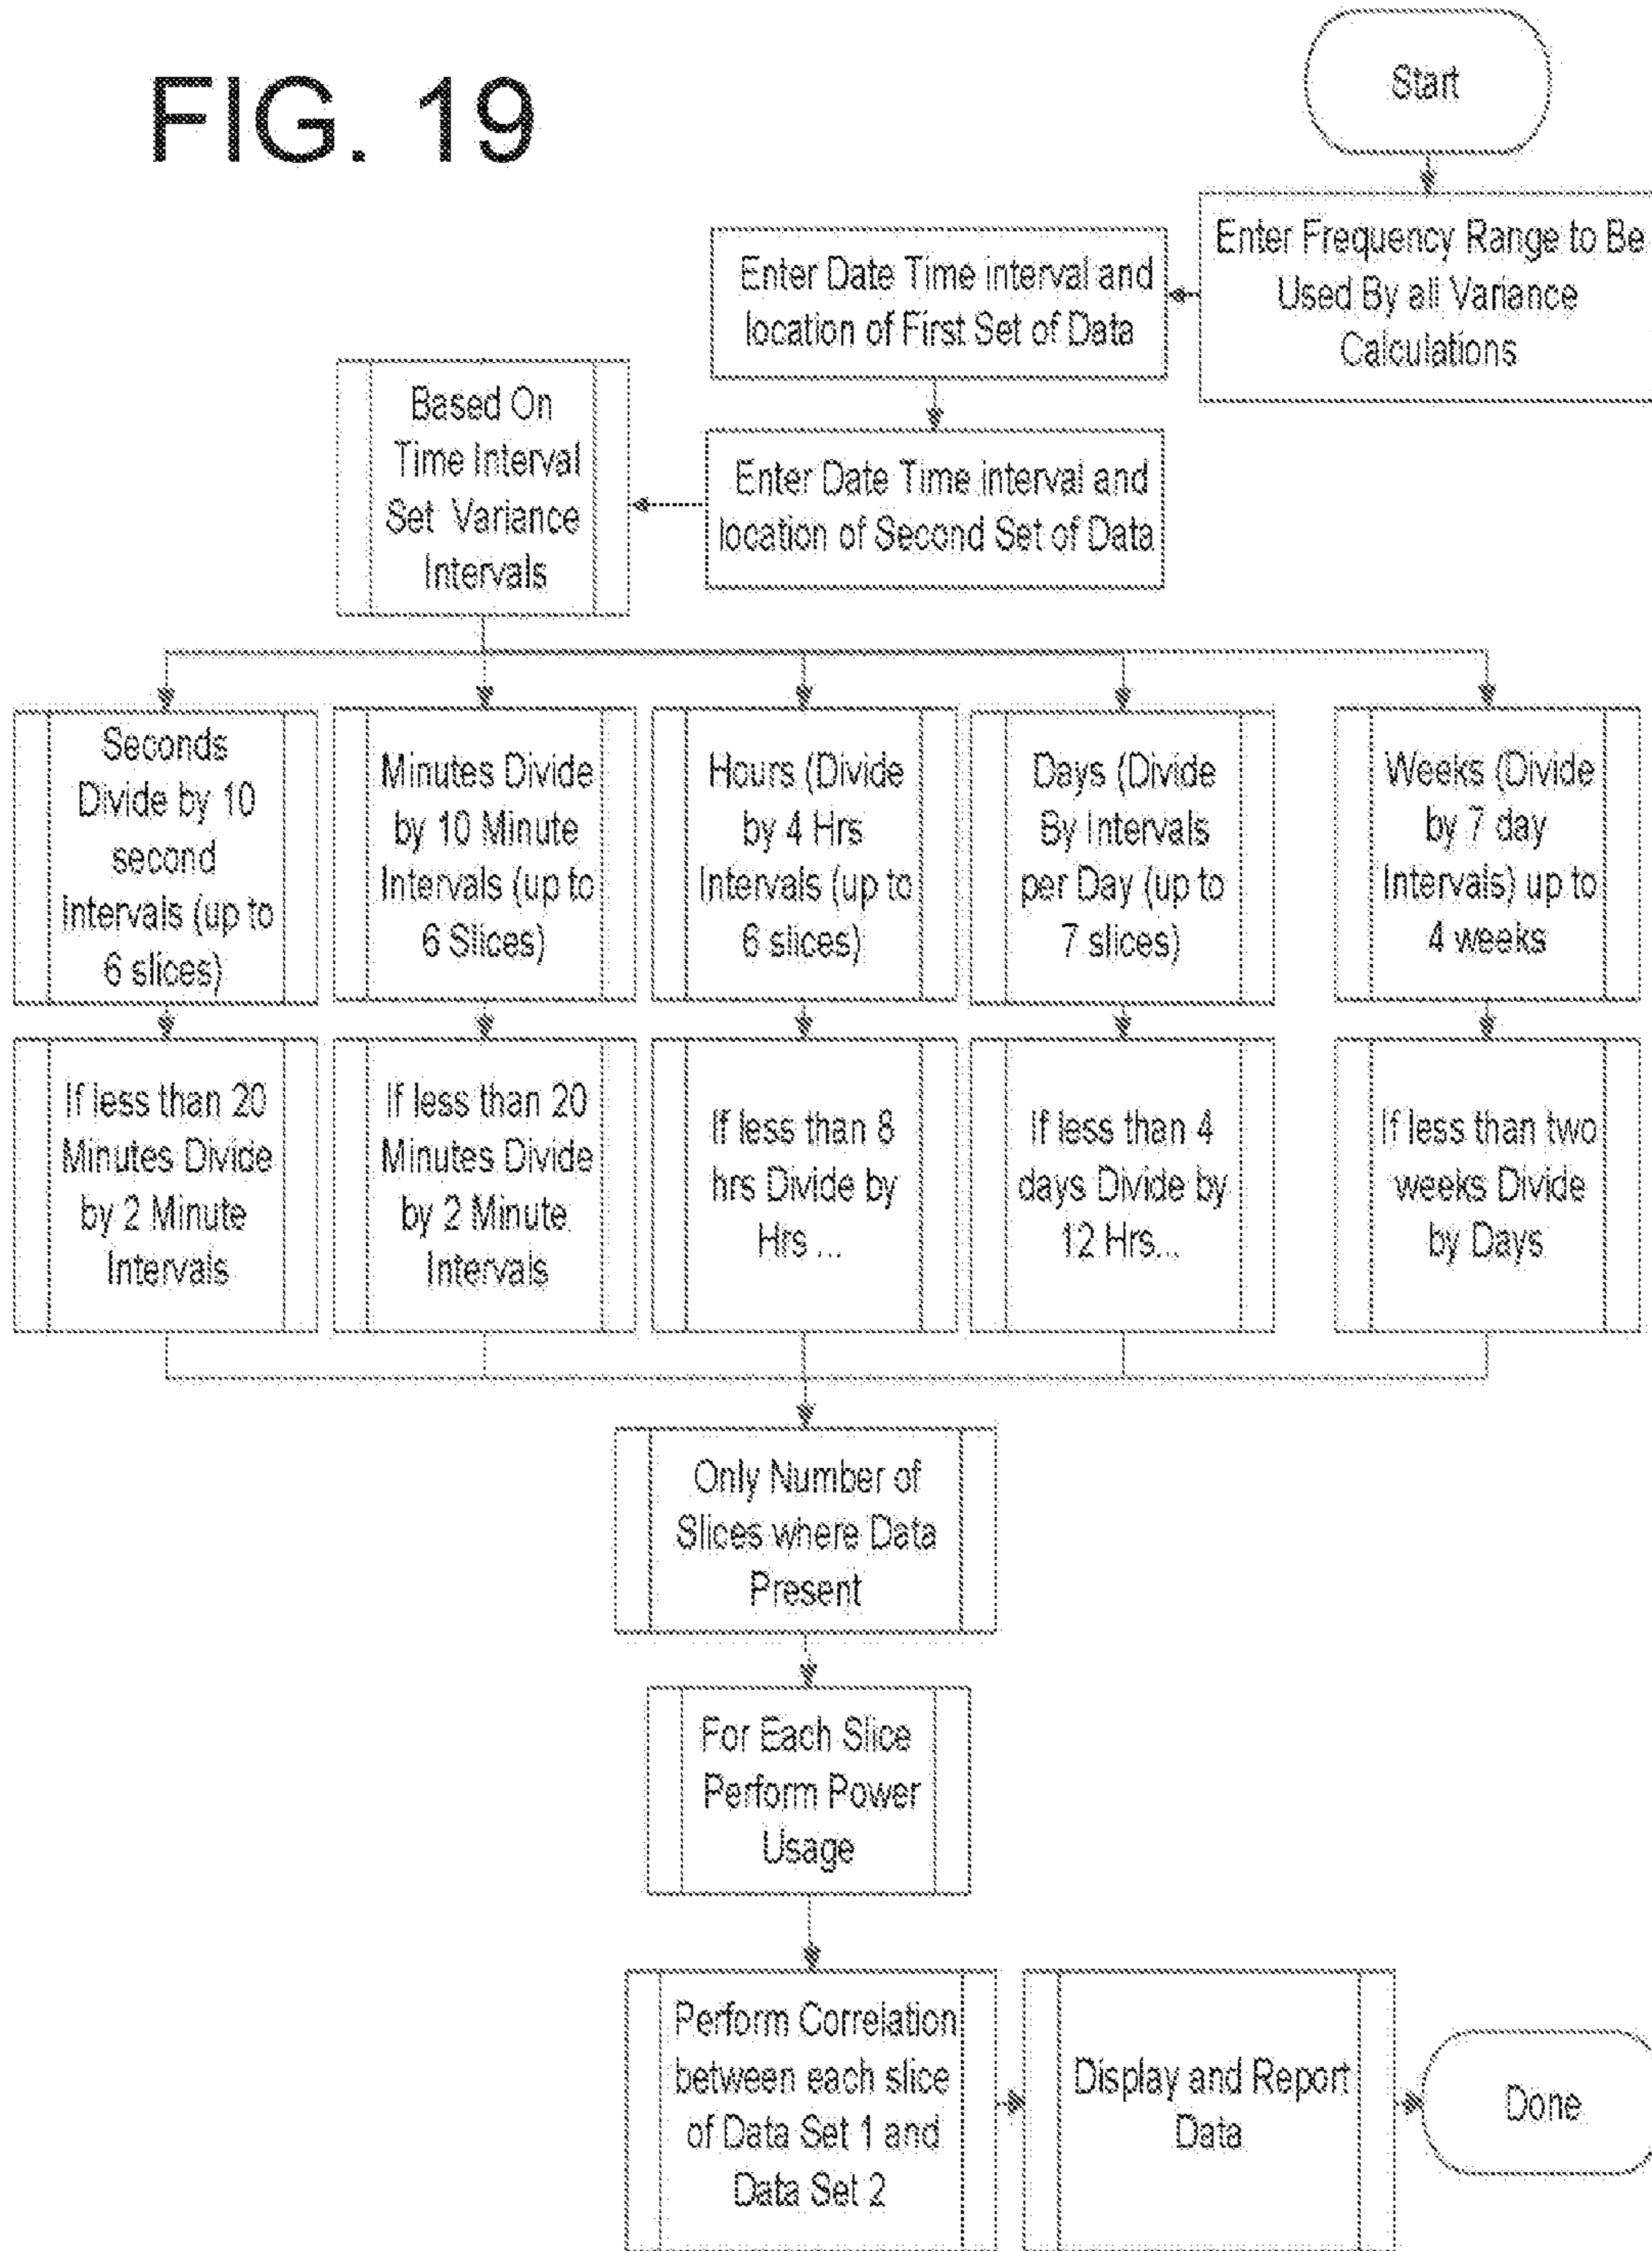 FIG. 19
Start
Enter Frequency Range to Be
Used By all Variance
Calculations
Enter Date Time interval and
location of First Set of Data
Enter Date Time interval and
location of Second Set of Data
Based On
Time Interval
Set Variance
Intervals
Seconds
Divide by 10
second
Intervals (up to
6 slices)
Minutes Divide
by 10 Minute
Intervals (up to
6 Slices)
Hours (Divide
by 4 Hrs
Intervals (up to
6 slices)
Days (Divide
By Intervals
per Day (up to
7 slices)
Weeks (Divide
by 7 day
Intervals) up to
4 weeks
If less than 20
Minutes Divide
by 2 Minute
Intervals
If less than 20
Minutes Divide
by 2 Minute
Intervals
If less than 8
hrs Divide by
Hrs ...
If less than 4
days Divide by
12 Hrs...
If less than two
weeks Divide
by Days
Only Number of
Slices where Data
Present
For Each Slice
Perform Power
Usage
Perform Correlation
between each slice
of Data Set 1 and
Data Set 2
Display and Report
Data
Done